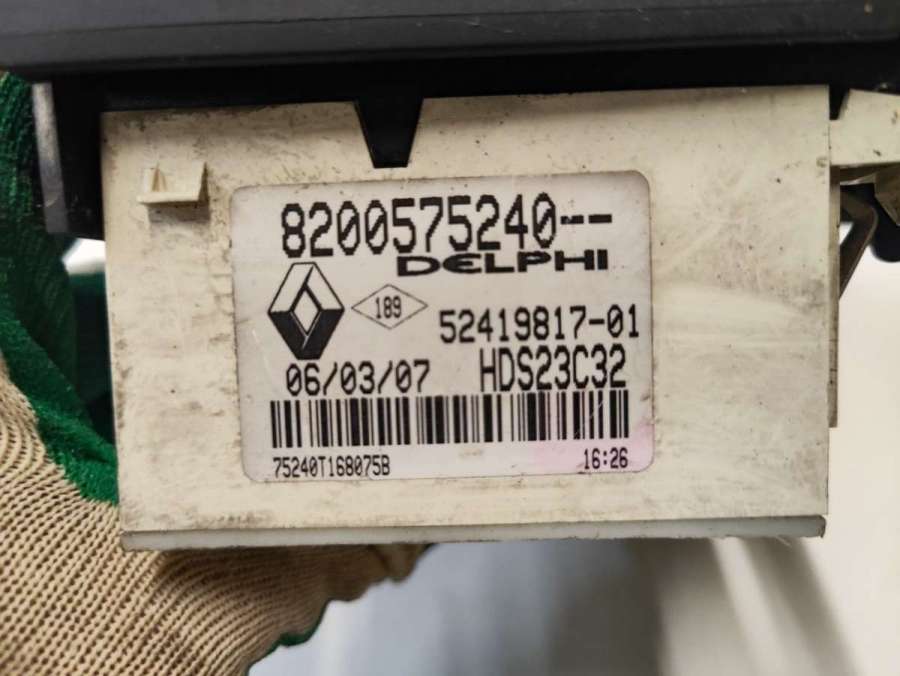 8200575240--
DELPHI
189
52419817-01
06/03/07 HDS23C32
75240T168075B 16:26